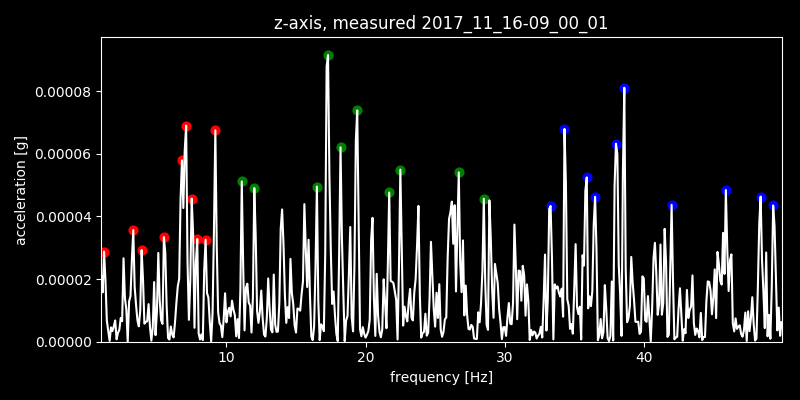 z-axis, measured 2017_11_16-09_00_01
acceleration [g]
0.00008
0.00006
0.00004
0.00002
0.00000
10 20 30 40
frequency [Hz]